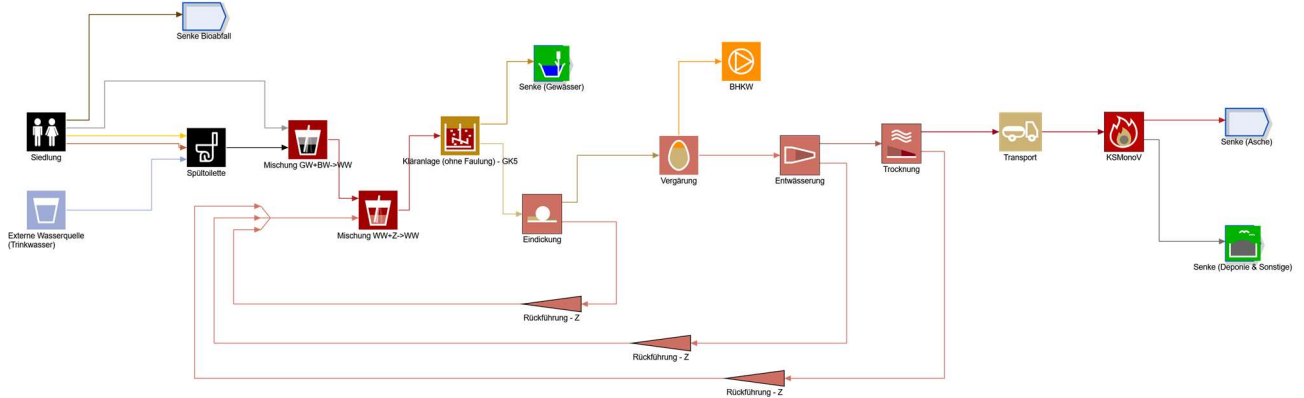 Senke Bioabfall
Siedlung
Spültoilette
Externe Wasserquelle
(Trinkwasser)
Mischung GW+BW->WW
Mischung WW+Z->WW
Kläranlage (ohne Faulung) - GK5
Senke (Gewässer)
Eindickung
BHKW
Vergärung
Entwässerung
Trocknung
Transport
KSMonoV
Senke (Asche)
Senke (Deponie & Sonstige)
Rückführung - Z
Rückführung - Z
Rückführung - Z